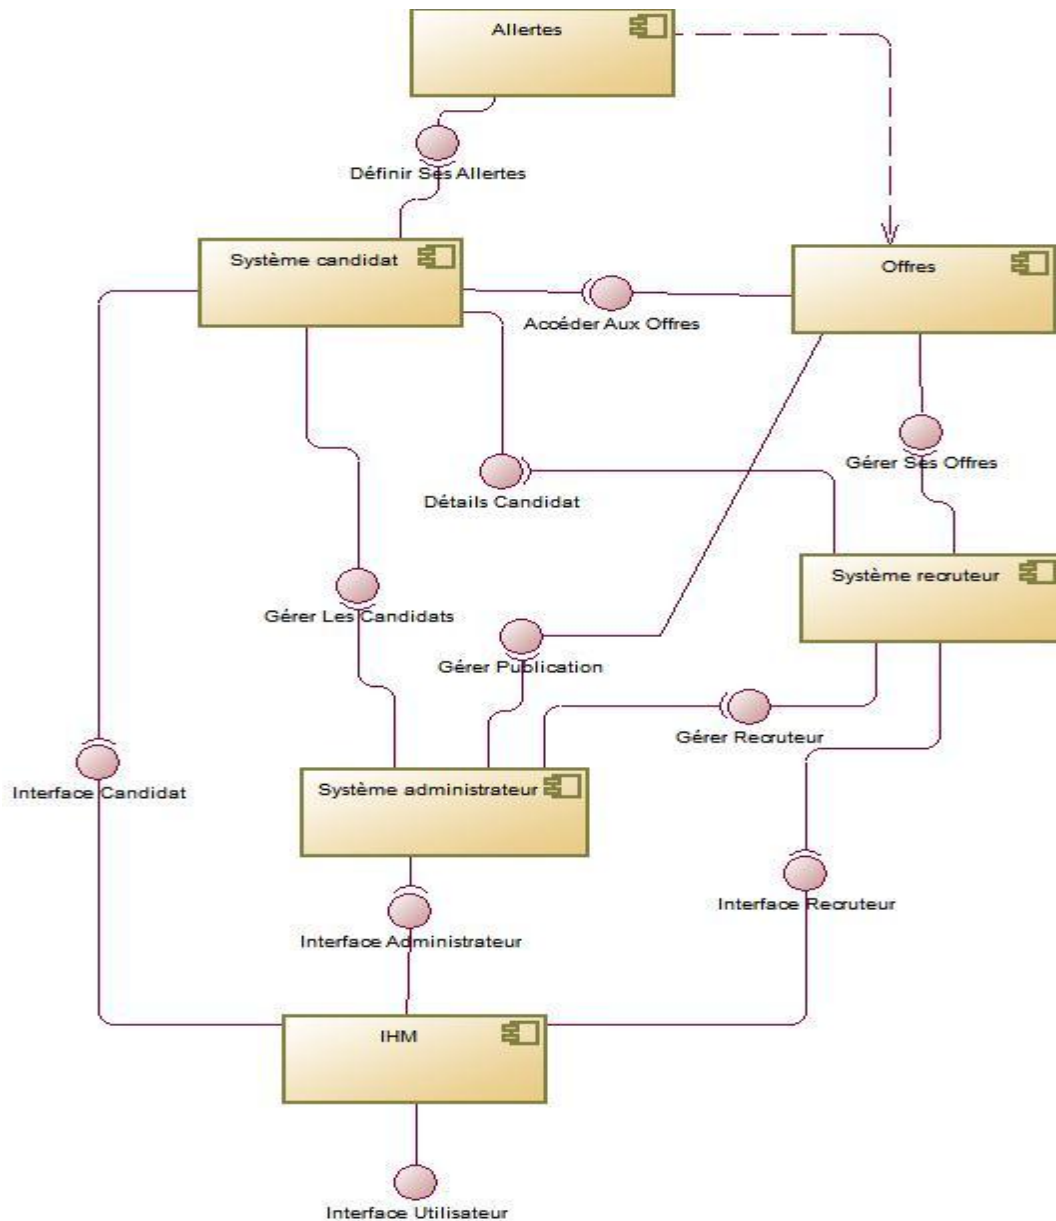 Allertes
Définir Ses Allertes
Système candidat
Offres
Accéder Aux Offres
Gérer Ses Offres
Détails Candidat
Système recruteur
Gérer Les Candidats
Gérer Publication
Gérer Recruteur
Interface Candidat
Système administrateur
Interface Recruteur
Interface Administrateur
IHM
Interface Utilisateur